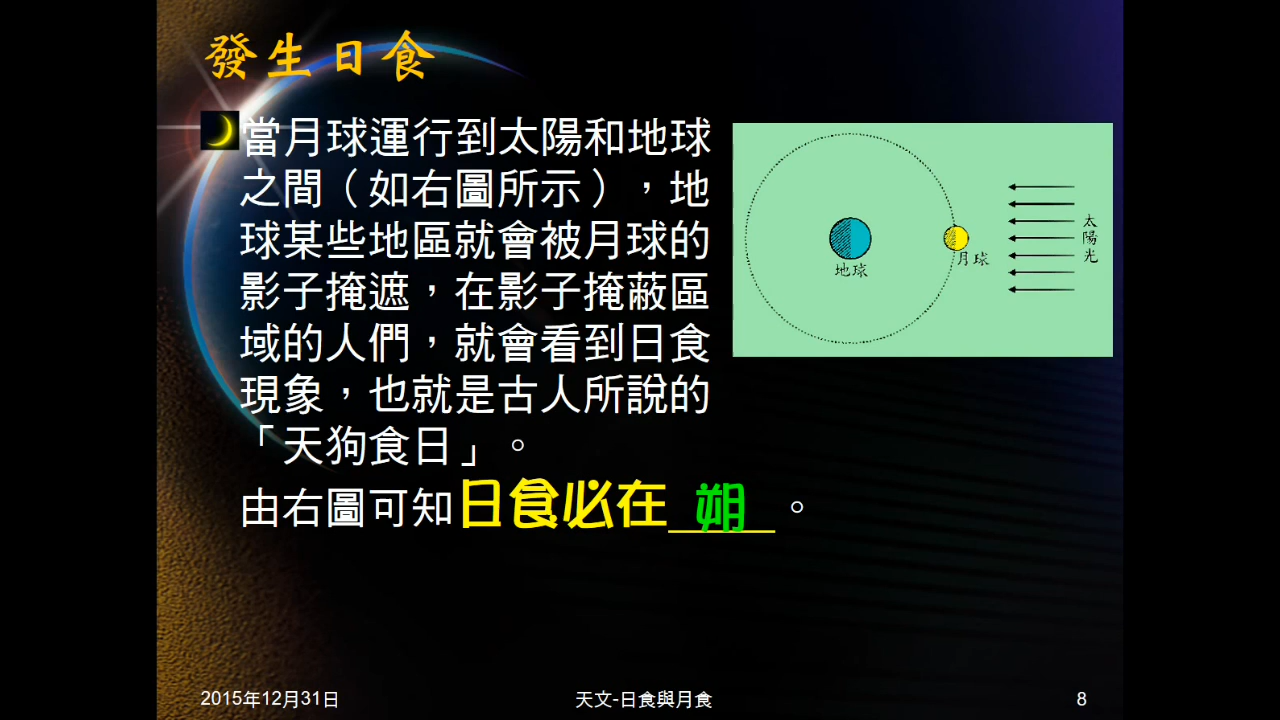 發生日食
當月球運行到太陽和地球
之間（如右圖所示），地
球某些地區就會被月球的
影子掩遮，在影子掩蔽區
域的人們，就會看到日食
現象，也就是古人所說的
「天狗食日」。
由右圖可知日食必在 朔 。
地球
月球
太陽光
2015年12月31日
天文-日食與月食
8